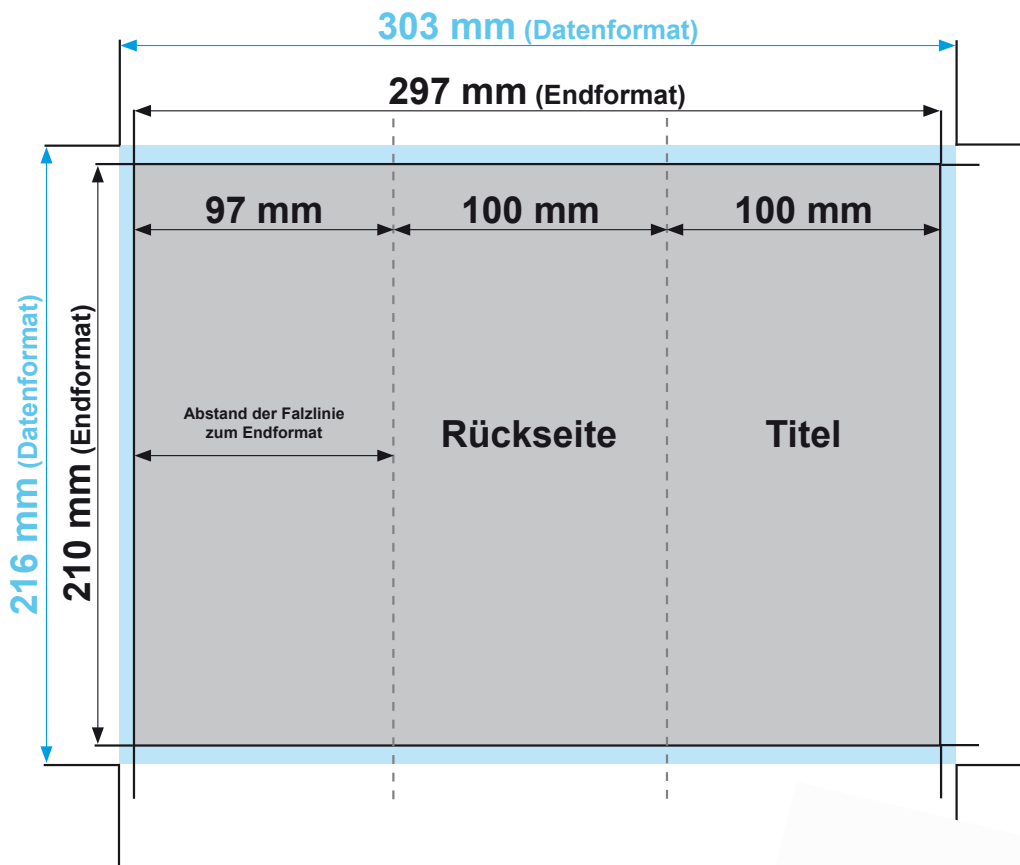 303 mm (Datenformat)
297 mm (Endformat)
97 mm
100 mm
100 mm
216 mm (Datenformat)
210 mm (Endformat)
Abstand der Falzlinie
zum Endformat
Rückseite
Titel